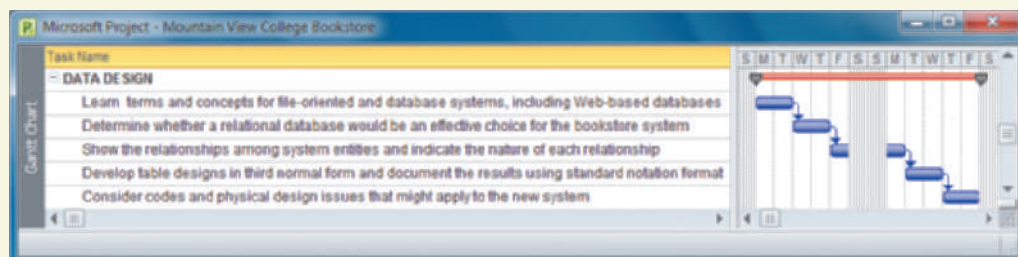 Microsoft Project - Mountain View College Bookstore
Task Name
S M T W T F S S M T W T F S
DATA DESIGN
Learn terms and concepts for file-oriented and database systems, including Web-based databases
Determine whether a relational database would be an effective choice for the bookstore system
Show the relationships among system entities and indicate the nature of each relationship
Develop table designs in third normal form and document the results using standard notation format
Consider codes and physical design issues that might apply to the new system
Gantt Chart